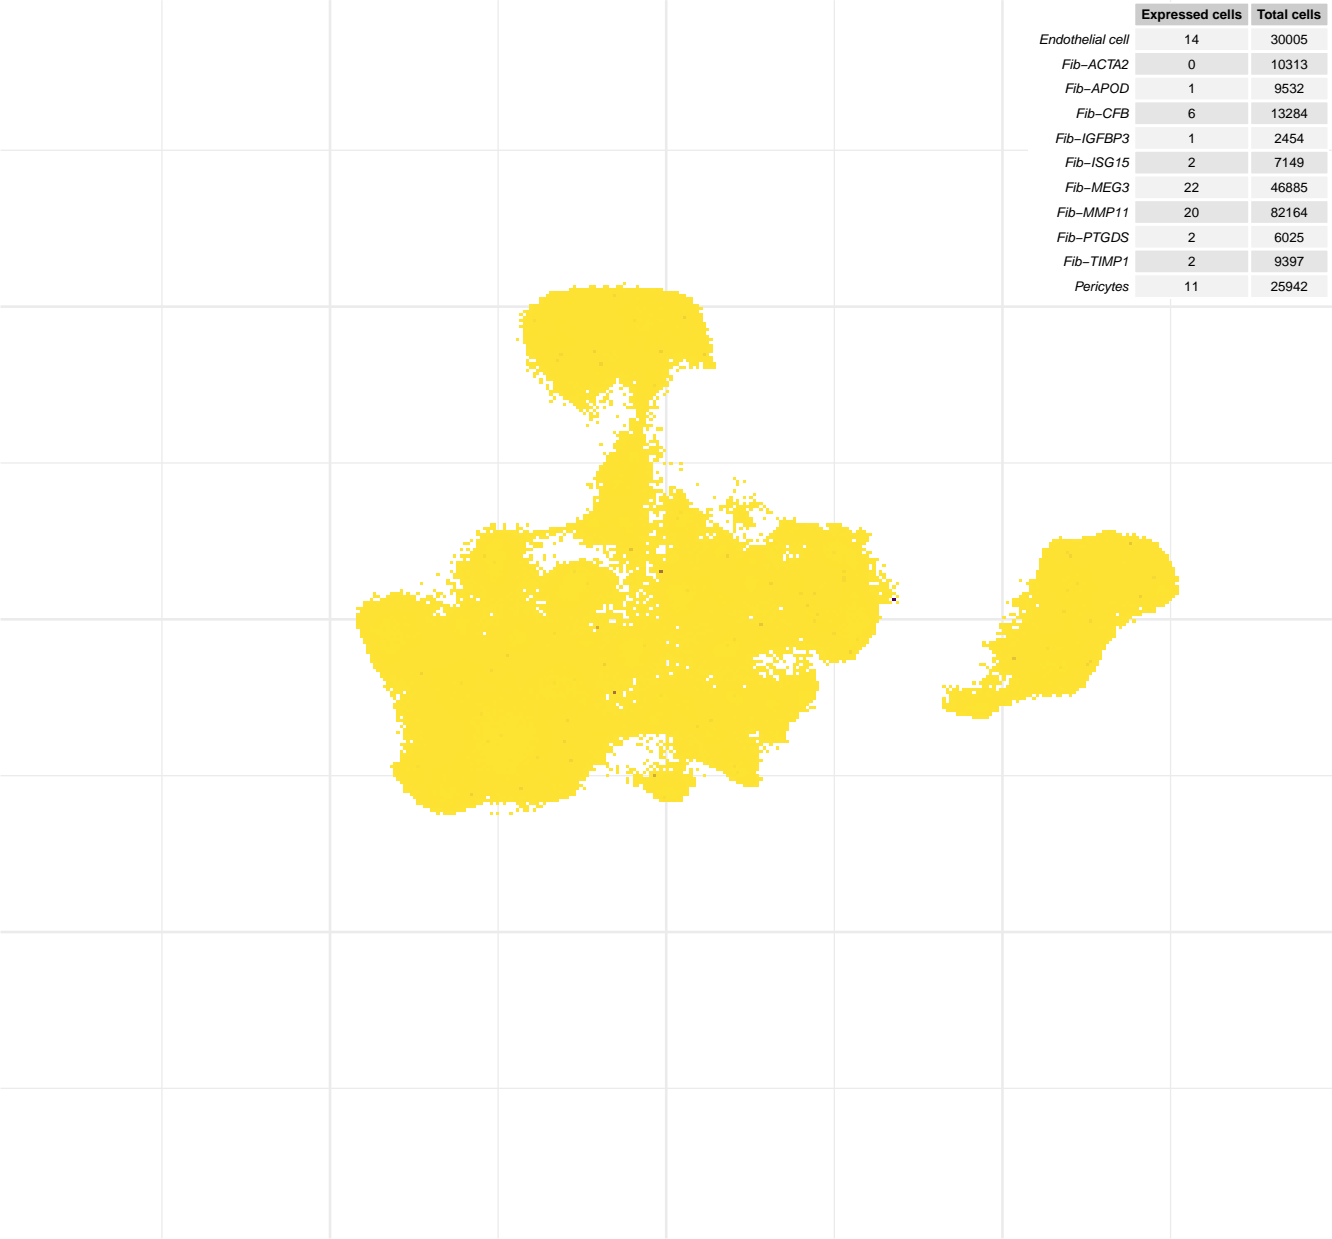 Expressed cells Total cells
Endothelial cell 14 30005
Fib−ACTA2 0 10313
Fib−APOD 1 9532
Fib−CFB 6 13284
Fib−IGFBP3 1 2454
Fib−ISG15 2 7149
Fib−MEG3 22 46885
Fib−MMP11 20 82164
Fib−PTGDS 2 6025
Fib−TIMP1 2 9397
Pericytes 11 25942